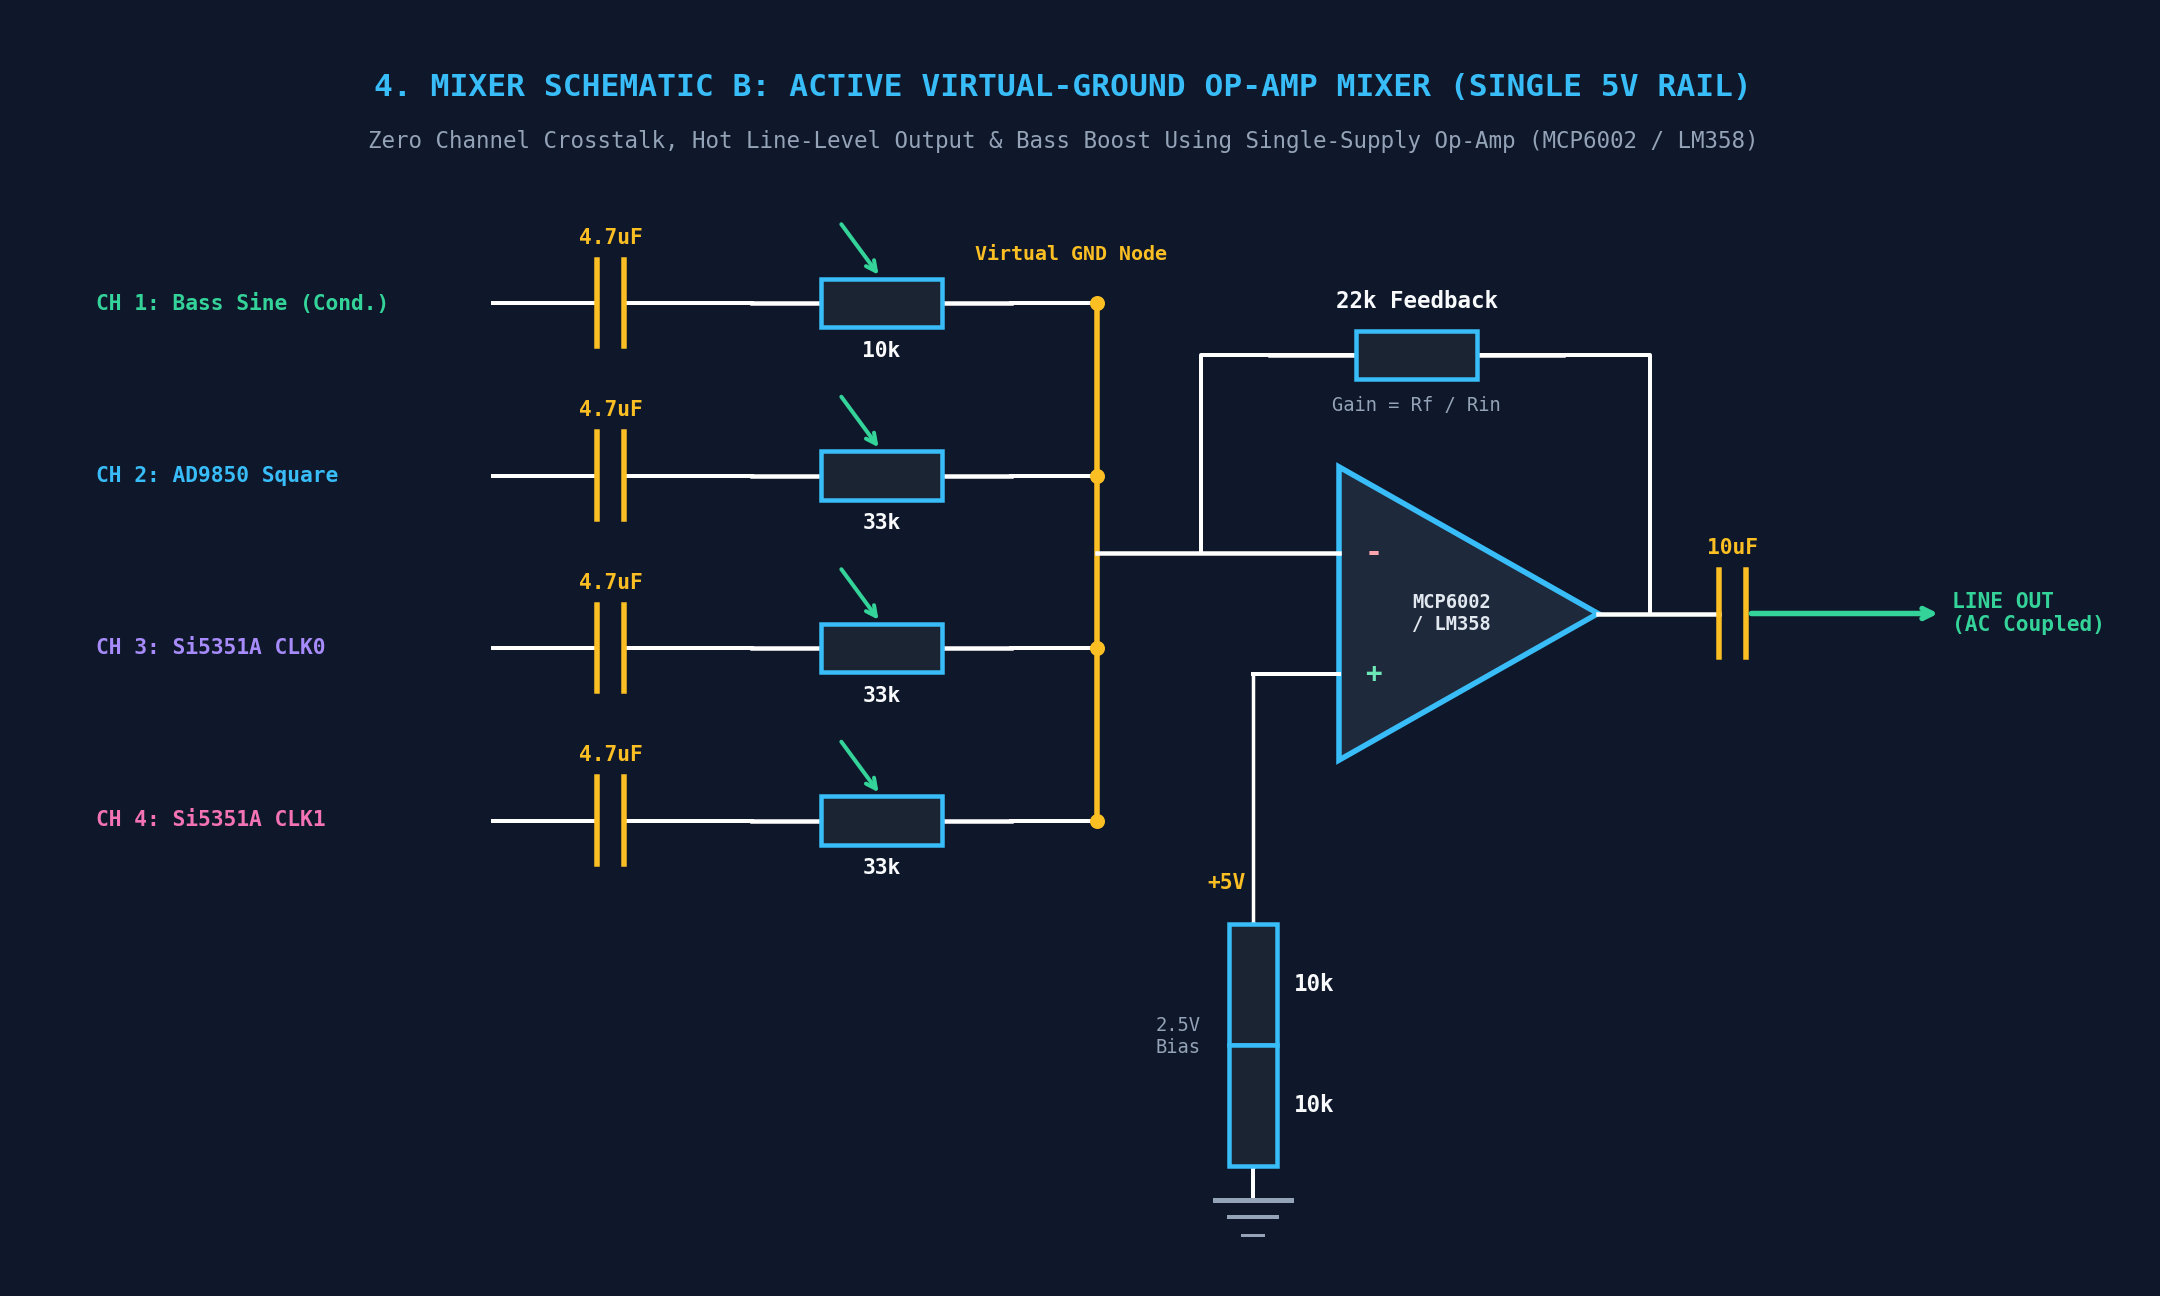 4. MIXER SCHEMATIC B: ACTIVE VIRTUAL-GROUND OP-AMP MIXER (SINGLE 5V RAIL)
Zero Channel Crosstalk, Hot Line-Level Output & Bass Boost Using Single-Supply Op-Amp (MCP6002 / LM358)
4.7uF
Virtual GND Node
CH 1: Bass Sine (Cond.)
10k
22k Feedback
Gain = Rf / Rin
4.7uF
CH 2: AD9850 Square
33k
-
MCP6002
/ LM358
+
10uF
LINE OUT
(AC Coupled)
4.7uF
CH 3: Si5351A CLK0
33k
4.7uF
CH 4: Si5351A CLK1
33k
+5V
10k
2.5V
Bias
10k